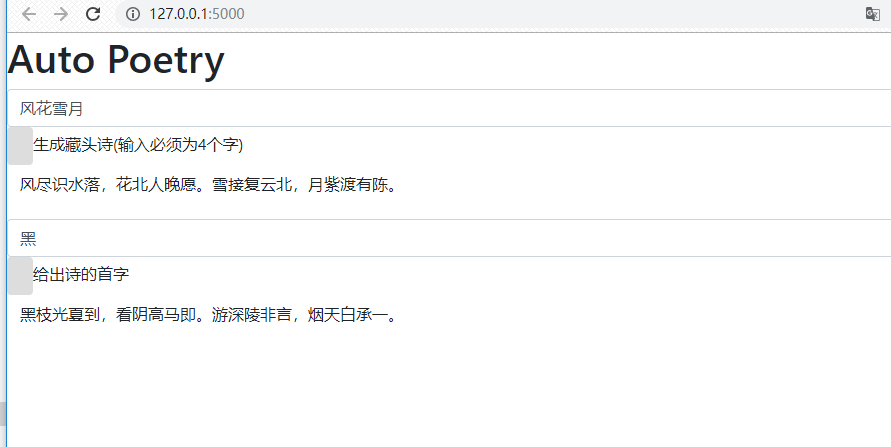 127.0.0.1:5000
Auto Poetry
风花雪月
生成藏头诗(输入必须为4个字)
风尽识水落，花北人晚愿。雪接复云北，月紫渡有陈。
黑
给出诗的首字
黑枝光夏到，看阴高马即。游深陵非言，烟天白承一。